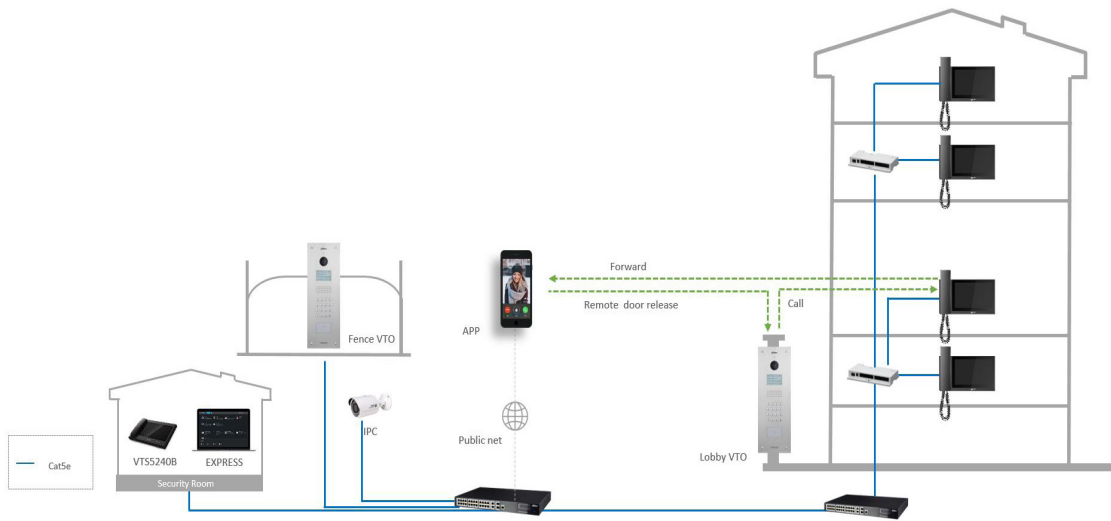 Forward
Remote door release
Call
APP
Fence VTO
IPC
Public net
Lobby VTO
VTS5240B
EXPRESS
Cat5e
Security Room